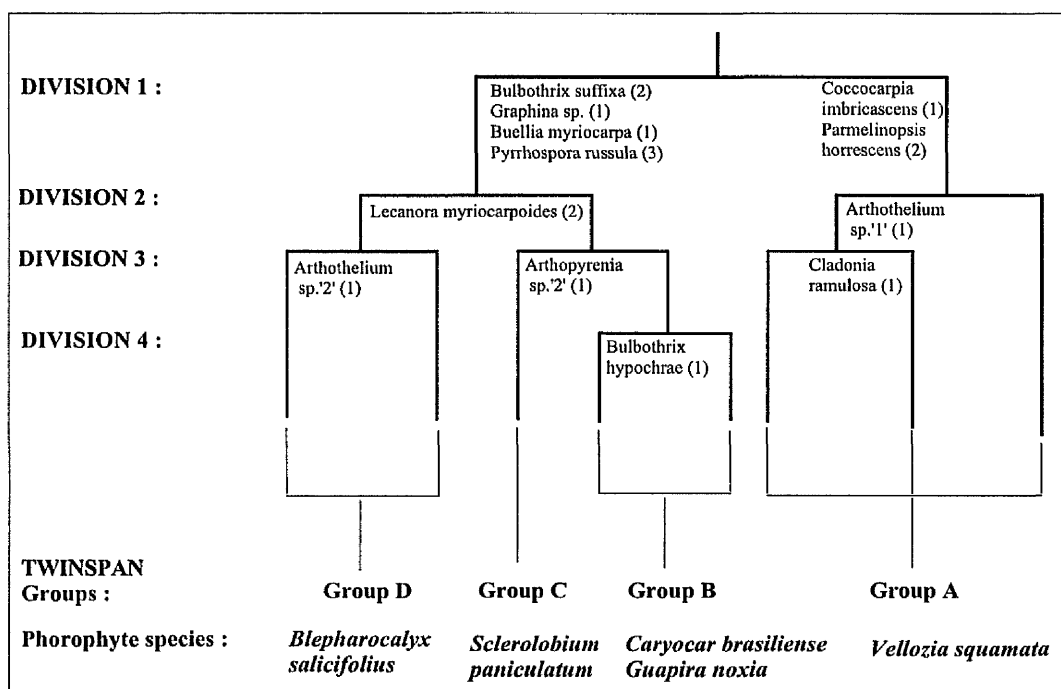 DIVISION 1 :
Bulbothrix suffixa (2)
Graphina sp. (1)
Buellia myriocarpa (1)
Pyrrhospora russula (3)
Coccocarpia
imbricascens (1)
Parmelinopsis
horrescens (2)
DIVISION 2 :
Lecanora myriocarpoides (2)
Arthothelium
sp.'1' (1)
DIVISION 3 :
Arthothelium
sp.'2' (1)
Arthopyrenia
sp.'2' (1)
Cladonia
ramulosa (1)
DIVISION 4 :
Bulbothrix
hypochrae (1)
TWINSPAN
Groups :
Group D
Group C
Group B
Group A
Phorophyte species :
Blepharocalyx
salicifolius
Sclerolobium
paniculatum
Caryocar brasiliense
Guapira noxia
Vellozia squamata